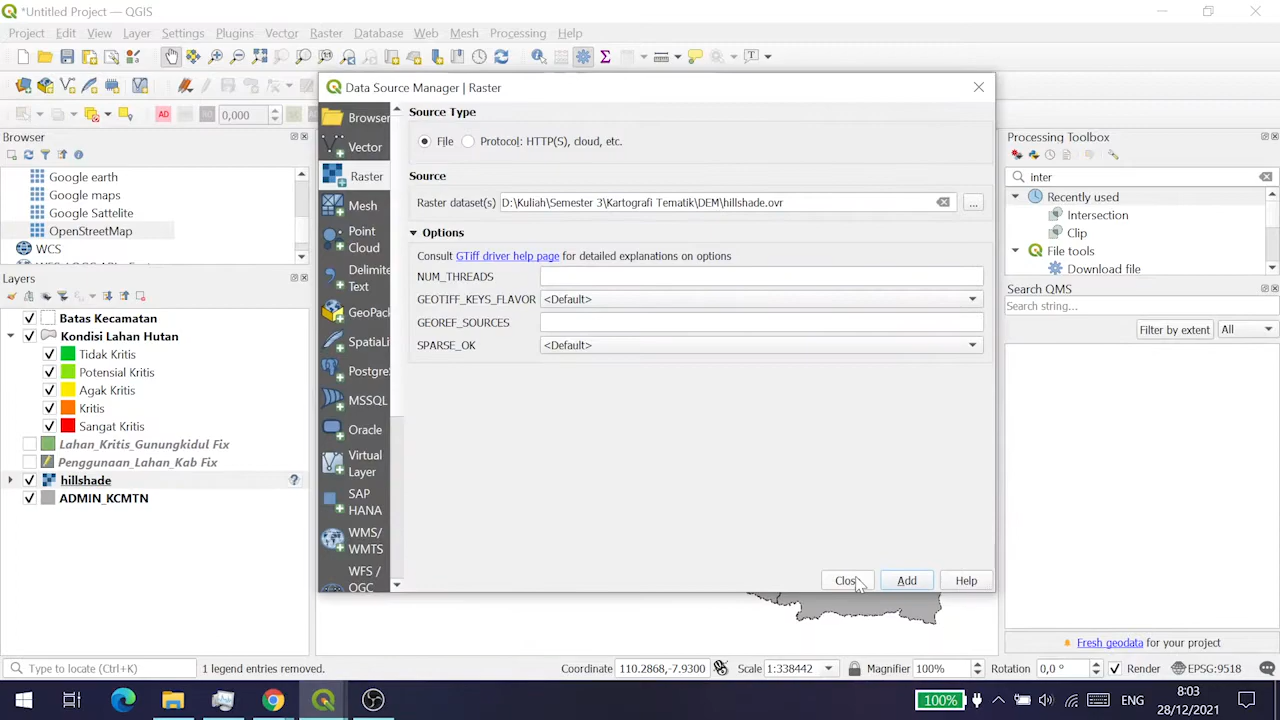 *Untitled Project — QGIS
Project Edit View Layer Settings Plugins Vector Raster Database Web Mesh Processing Help
0,000
Browser
Google earth
Google maps
Google Sattelite
OpenStreetMap
WCS
Layers
Batas Kecamatan
Kondisi Lahan Hutan
Tidak Kritis
Potensial Kritis
Agak Kritis
Kritis
Sangat Kritis
Lahan_Kritis_Gunungkidul Fix
Penggunaan_Lahan_Kab Fix
hillshade
ADMIN_KCMTN
Data Source Manager | Raster
Browser
Vector
Raster
Mesh
Point
Cloud
Delimite
Text
GeoPack
SpatiaLi
Postgre
MSSQL
Oracle
Virtual
Layer
SAP
HANA
WMS/
WMTS
WFS /
OGC
Source Type
File Protocol: HTTP(S), cloud, etc.
Source
Raster dataset(s) D:\Kuliah\Semester 3\Kartografi Tematik\DEM\hillshade.ovr ...
Options
Consult GTiff driver help page for detailed explanations on options
NUM_THREADS
GEOTIFF_KEYS_FLAVOR <Default>
GEOREF_SOURCES
SPARSE_OK <Default>
Clos Add Help
Processing Toolbox
inter
Recently used
Intersection
Clip
File tools
Download file
Search QMS
Search string...
Filter by extent All
Fresh geodata for your project
Type to locate (Ctrl+K) 1 legend entries removed. Coordinate 110.2868,-7.9300 Scale 1:338442 Magnifier 100% Rotation 0,0 ° Render EPSG:9518
100% ENG 8:03
28/12/2021